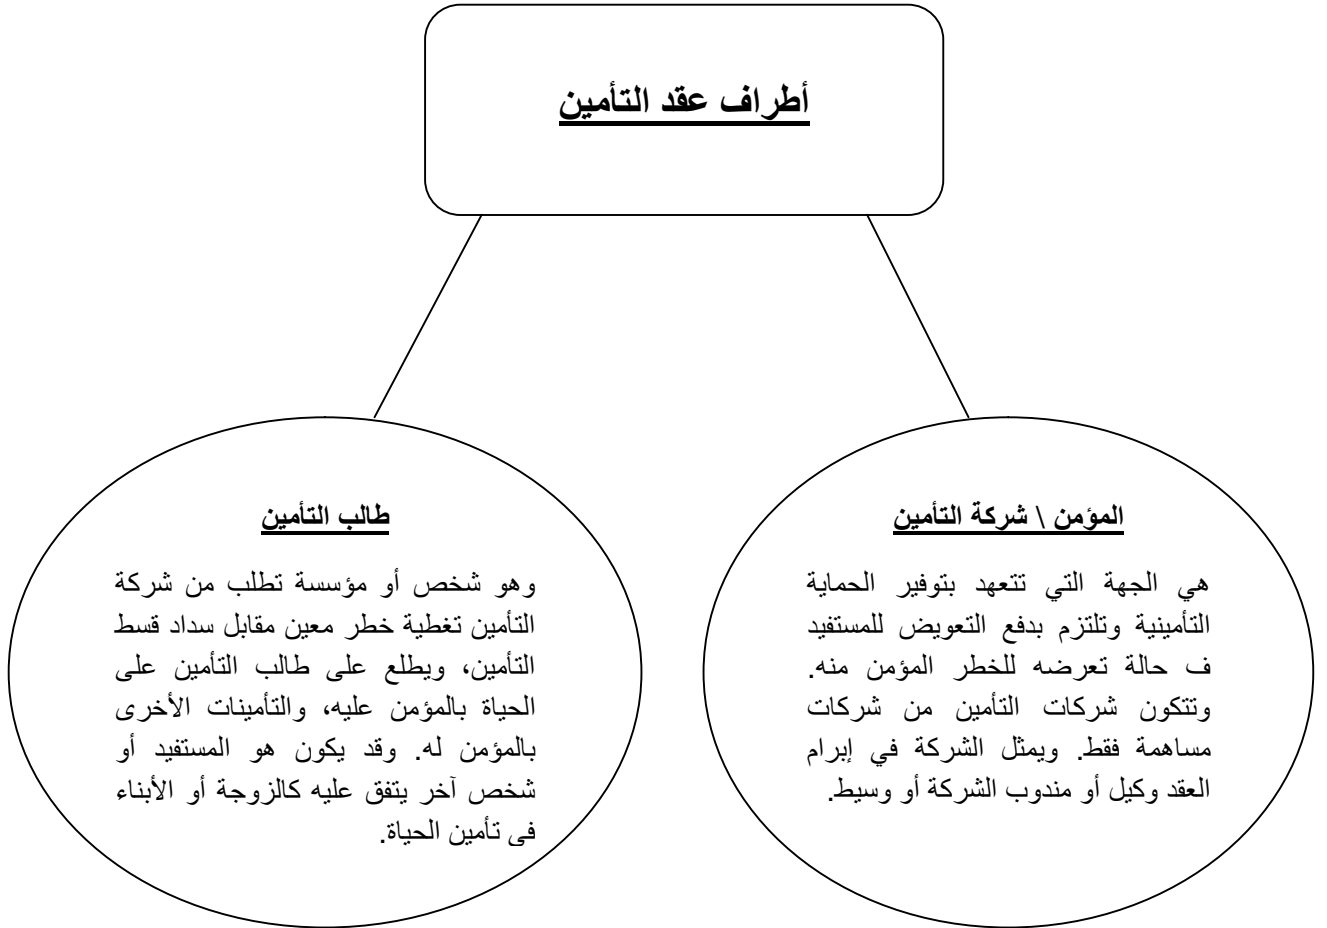 أطراف عقد التأمين
المؤمن \ شركة التأمين
هي الجهة التي تتعهد بتوفير الحماية
التأمينية وتلتزم بدفع التعويض للمستفيد
ف حالة تعرضه للخطر المؤمن منه.
وتتكون شركات التأمين من شركات
مساهمة فقط. ويمثل الشركة في إبرام
العقد وكيل أو مندوب الشركة أو وسيط.
طالب التأمين
وهو شخص أو مؤسسة تطلب من شركة
التأمين تغطية خطر معين مقابل سداد قسط
التأمين، ويطلع على طالب التأمين على
الحياة بالمؤمن عليه، والتأمينات الأخرى
بالمؤمن له. وقد يكون هو المستفيد أو
شخص آخر يتفق عليه كالزوجة أو الأبناء
في تأمين الحياة.